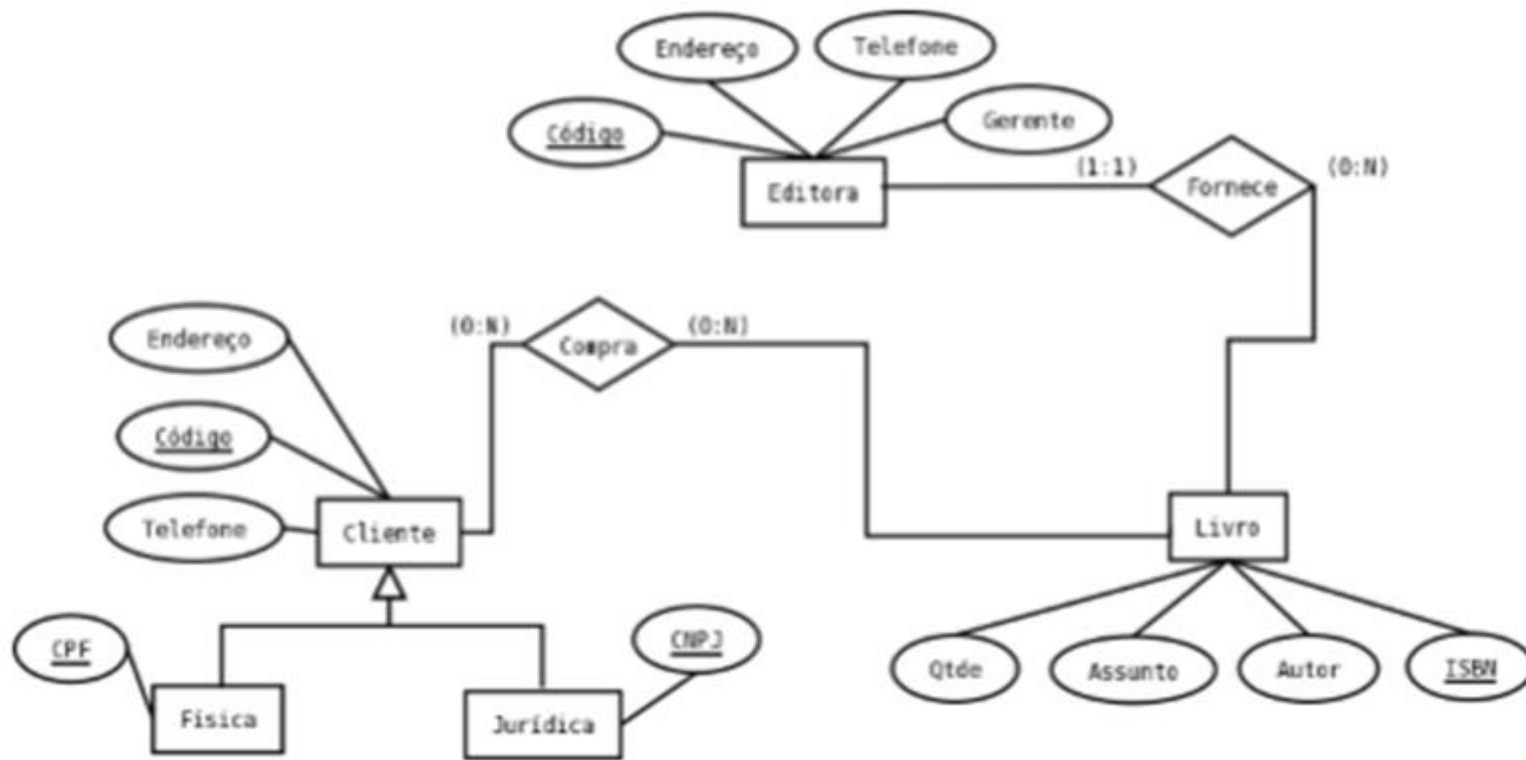 Endereço
Telefone
Código
Gerente
Editora
(1:1)
Fornece
(0:N)
Endereço
(0:N)
Compra
(0:N)
Código
Telefone
Cliente
Livro
CPF
CNPJ
Física
Jurídica
Qtde
Assunto
Autor
ISBN